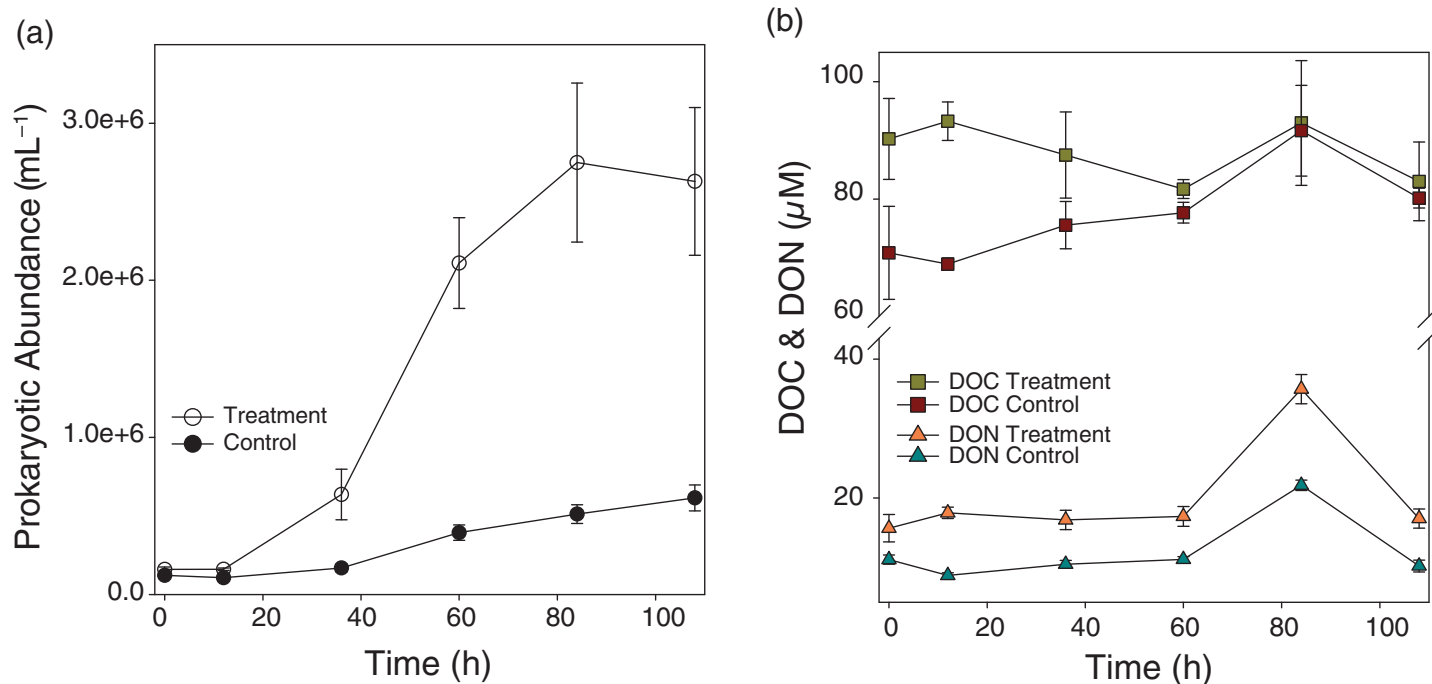 (a)
Prokaryotic Abundance (mL⁻¹)
3.0e+6
2.0e+6
1.0e+6
0.0
Treatment
Control
0 20 40 60 80 100
Time (h)
(b)
DOC & DON (µM)
100
80
60
40
20
DOC Treatment
DOC Control
DON Treatment
DON Control
0 20 40 60 80 100
Time (h)